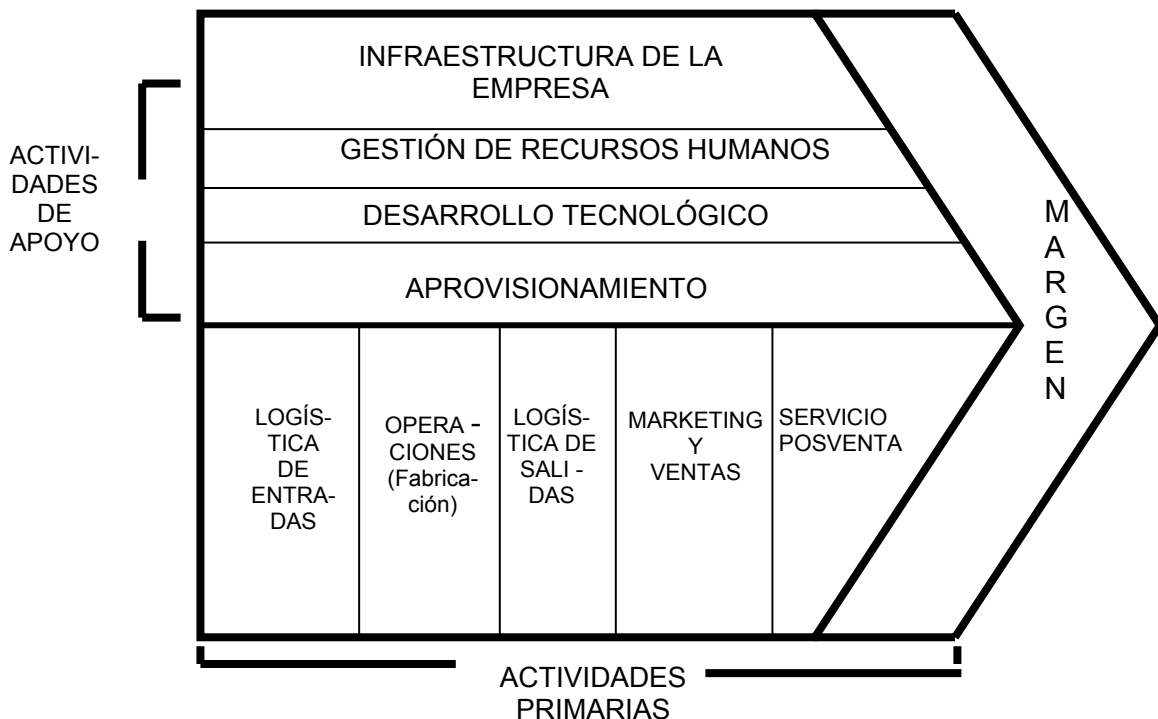 INFRAESTRUCTURA DE LA
EMPRESA
GESTIÓN DE RECURSOS HUMANOS
DESARROLLO TECNOLÓGICO
APROVISIONAMIENTO
ACTIVI-
DADES
DE
APOYO
LOGÍS-
TICA
DE
ENTRA-
DAS
OPERA -
CIONES
(Fabrica-
ción)
LOGÍS-
TICA DE
SALI -
DAS
MARKETING
Y
VENTAS
SERVICIO
POSVENTA
M
A
R
G
E
N
ACTIVIDADES
PRIMARIAS